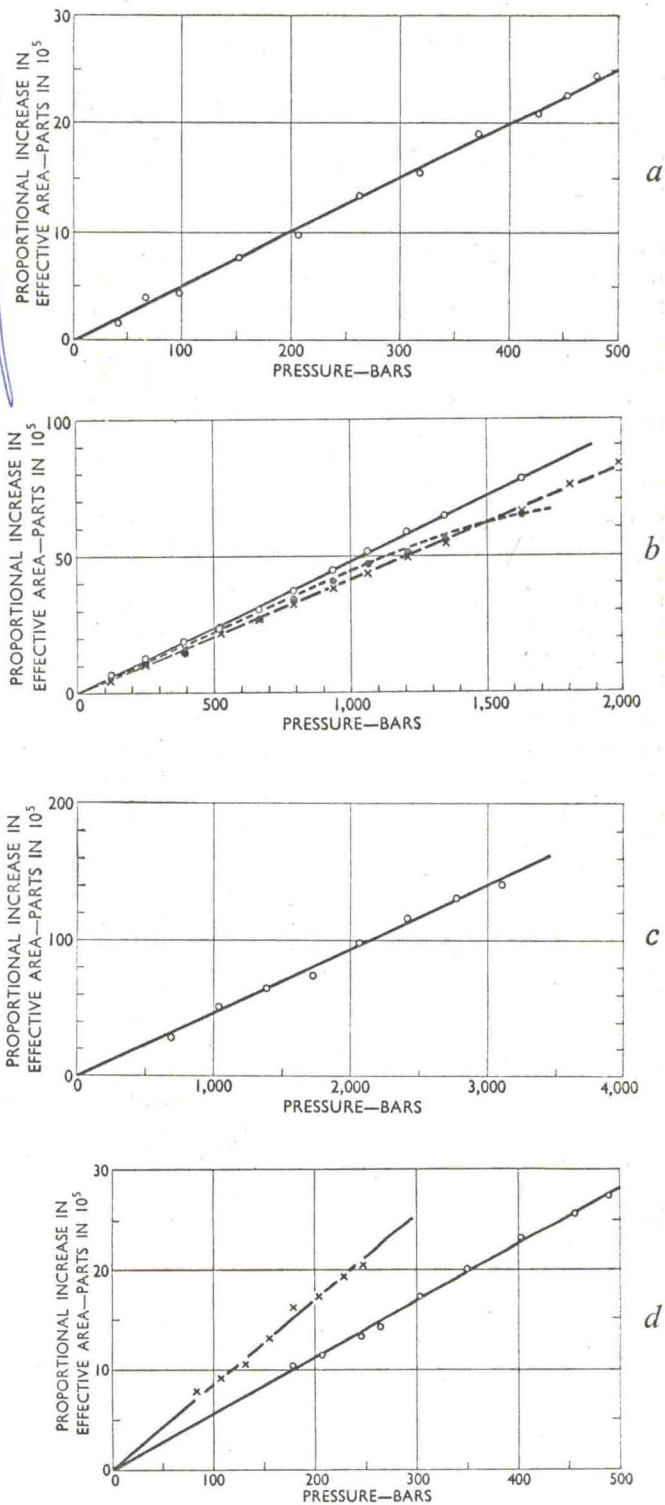 30
20
10
0
PROPORTIONAL INCREASE IN
EFFECTIVE AREA—PARTS IN 10⁵
0 100 200 300 400 500
PRESSURE—BARS
a
100
50
0
PROPORTIONAL INCREASE IN
EFFECTIVE AREA—PARTS IN 10⁵
0 500 1,000 1,500 2,000
PRESSURE—BARS
b
200
100
0
PROPORTIONAL INCREASE IN
EFFECTIVE AREA—PARTS IN 10⁵
0 1,000 2,000 3,000 4,000
PRESSURE—BARS
c
30
20
10
0
PROPORTIONAL INCREASE IN
EFFECTIVE AREA—PARTS IN 10⁵
0 100 200 300 400 500
PRESSURE—BARS
d